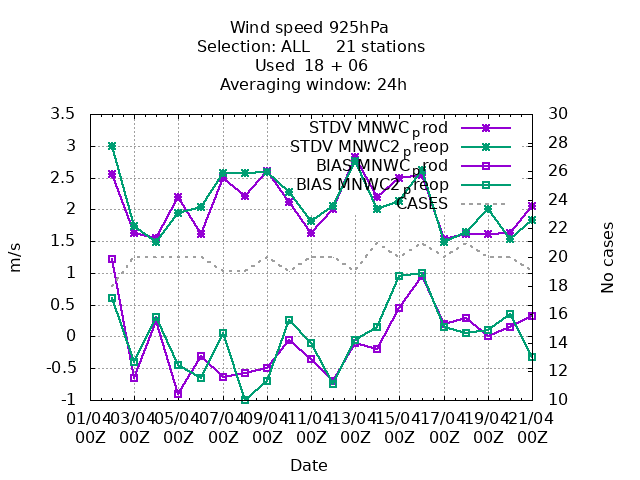 Wind speed 925hPa
Selection: ALL     21 stations
Used  18 + 06
Averaging window: 24h
STDV MNWC_prod
STDV MNWC2_preop
BIAS MNWC_prod
BIAS MNWC2_preop
CASES
3.5
3
2.5
2
1.5
1
0.5
0
-0.5
-1
m/s
30
28
26
24
22
20
18
16
14
12
10
No cases
01/04 03/04 05/04 07/04 09/04 11/04 13/04 15/04 17/04 19/04 21/04
00Z 00Z 00Z 00Z 00Z 00Z 00Z 00Z 00Z 00Z 00Z
Date